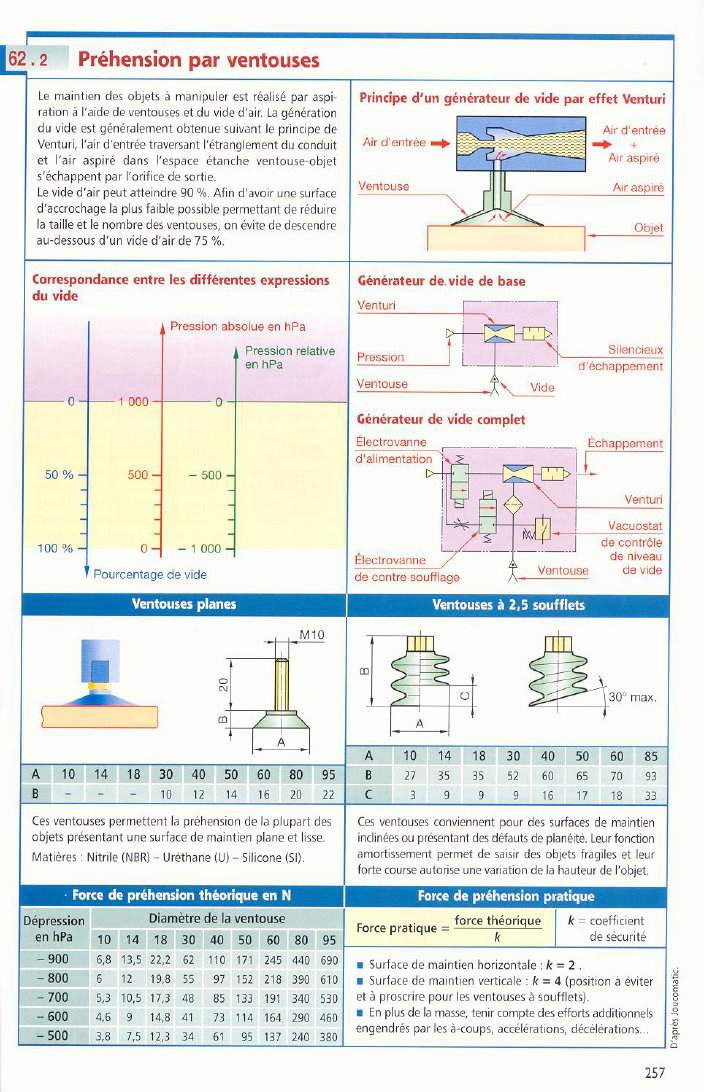 62.2 Préhension par ventouses
Le maintien des objets à manipuler est réalisé par aspi-
ration à l'aide de ventouses et du vide d'air. La génération
du vide est généralement obtenue suivant le principe de
Venturi, l'air d'entrée traversant l'étranglement du conduit
et l'air aspiré dans l'espace étanche ventouse-objet
s'échappent par l'orifice de sortie.
Le vide d'air peut atteindre 90 %. Afin d'avoir une surface
d'accrochage la plus faible possible permettant de réduire
la taille et le nombre des ventouses, on évite de descendre
au-dessous d'un vide d'air de 75 %.
Principe d'un générateur de vide par effet Venturi
Air d'entrée
Air d'entrée
+
Air aspiré
Ventouse
Air aspiré
Objet
Correspondance entre les différentes expressions
du vide
Pression absolue en hPa
Pression relative
en hPa
0 1 000 0
50 % 500 – 500
100 % 0 – 1 000
Pourcentage de vide
Générateur de vide de base
Venturi
Pression
Silencieux
d'échappement
Ventouse
Vide
Générateur de vide complet
Électrovanne
d'alimentation
Échappement
Venturi
Vacuostat
de contrôle
de niveau
de vide
Électrovanne
de contre soufflage
Ventouse
Ventouses planes
M10
20
B
A
A 10 14 18 30 40 50 60 80 95
B – – – 10 12 14 16 20 22
Ces ventouses permettent la préhension de la plupart des
objets présentant une surface de maintien plane et lisse.
Matières : Nitrile (NBR) – Uréthane (U) – Silicone (SI).
Ventouses à 2,5 soufflets
B
C
A
30° max.
A 10 14 18 30 40 50 60 85
B 27 35 35 52 60 65 70 93
C 3 9 9 9 16 17 18 33
Ces ventouses conviennent pour des surfaces de maintien
inclinées ou présentant des défauts de planéité. Leur fonction
amortissement permet de saisir des objets fragiles et leur
forte course autorise une variation de la hauteur de l'objet.
Force de préhension théorique en N
Dépression
en hPa
Diamètre de la ventouse
10 14 18 30 40 50 60 80 95
– 900 6,8 13,5 22,2 62 110 171 245 440 690
– 800 6 12 19,8 55 97 152 218 390 610
– 700 5,3 10,5 17,3 48 85 133 191 340 530
– 600 4,6 9 14,8 41 73 114 164 290 460
– 500 3,8 7,5 12,3 34 61 95 137 240 380
Force de préhension pratique
Force pratique = force théorique
k
k = coefficient
de sécurité
■ Surface de maintien horizontale : k = 2 .
■ Surface de maintien verticale : k = 4 (position à éviter
et à proscrire pour les ventouses à soufflets).
■ En plus de la masse, tenir compte des efforts additionnels
engendrés par les à-coups, accélérations, décélérations...
D'après Joucomatic.
257